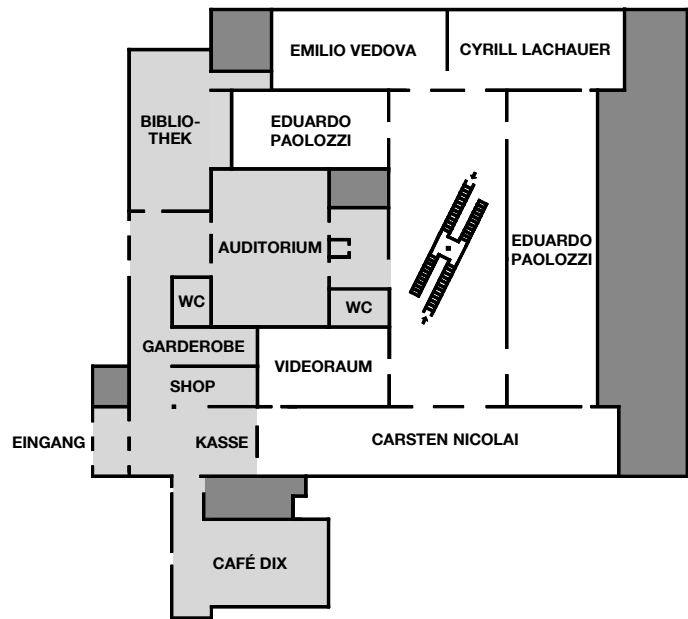 EMILIO VEDOVA
CYRILL LACHAUER
BIBLIO-
THEK
EDUARDO
PAOLOZZI
AUDITORIUM
EDUARDO
PAOLOZZI
WC
WC
GARDEROBE
VIDEORAUM
SHOP
EINGANG
KASSE
CARSTEN NICOLAI
CAFÉ DIX